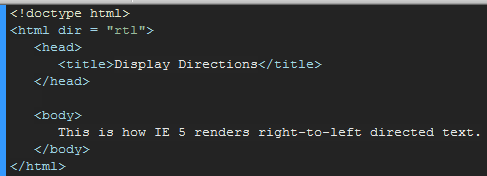 <!doctype html>
<html dir = "rtl">
<head>
<title>Display Directions</title>
</head>
<body>
This is how IE 5 renders right-to-left directed text.
</body>
</html>